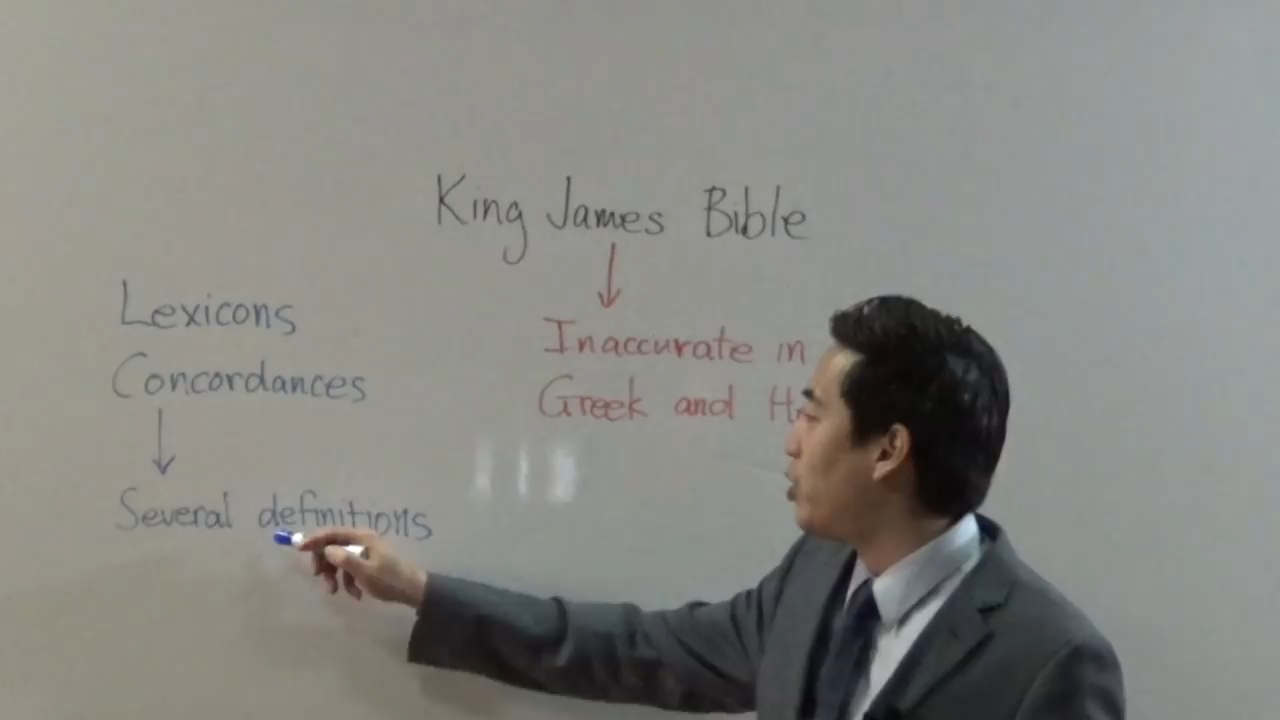 King James Bible
Inaccurate in
Greek and
Lexicons
Concordances
Several definitions